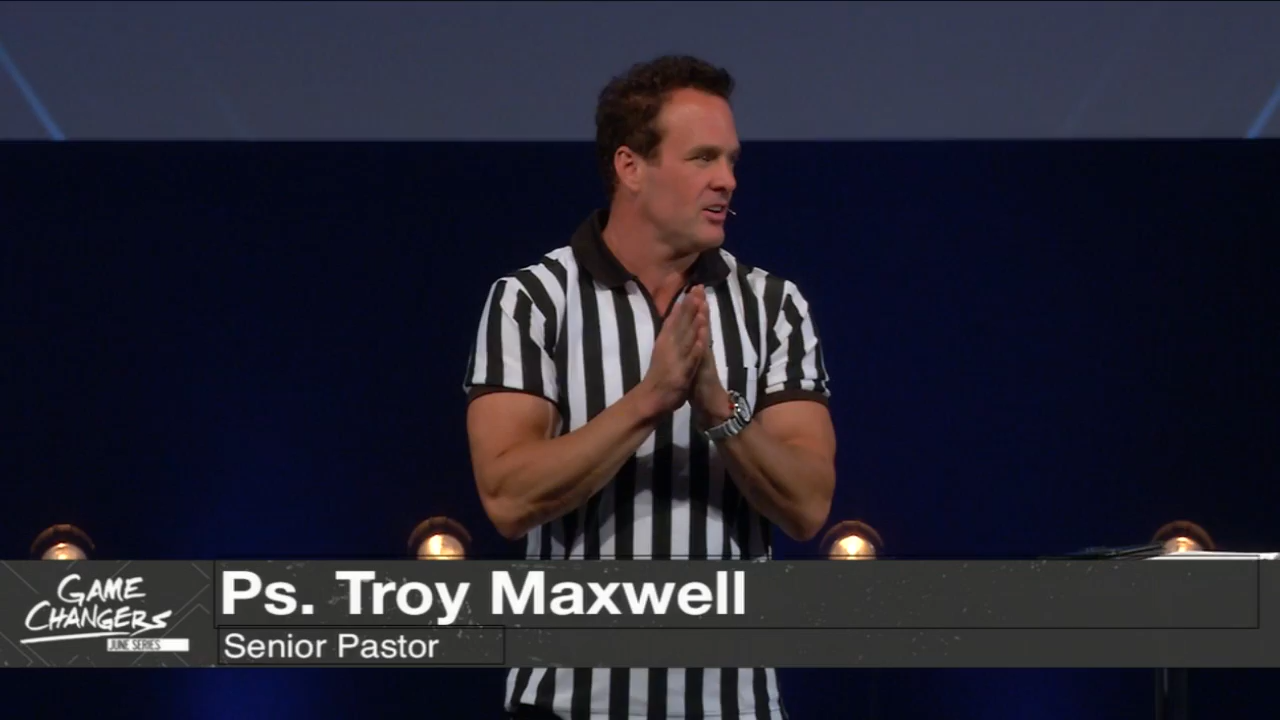 Ps. Troy Maxwell
Senior Pastor
GAME
CHANGERS
JUNE SERIES